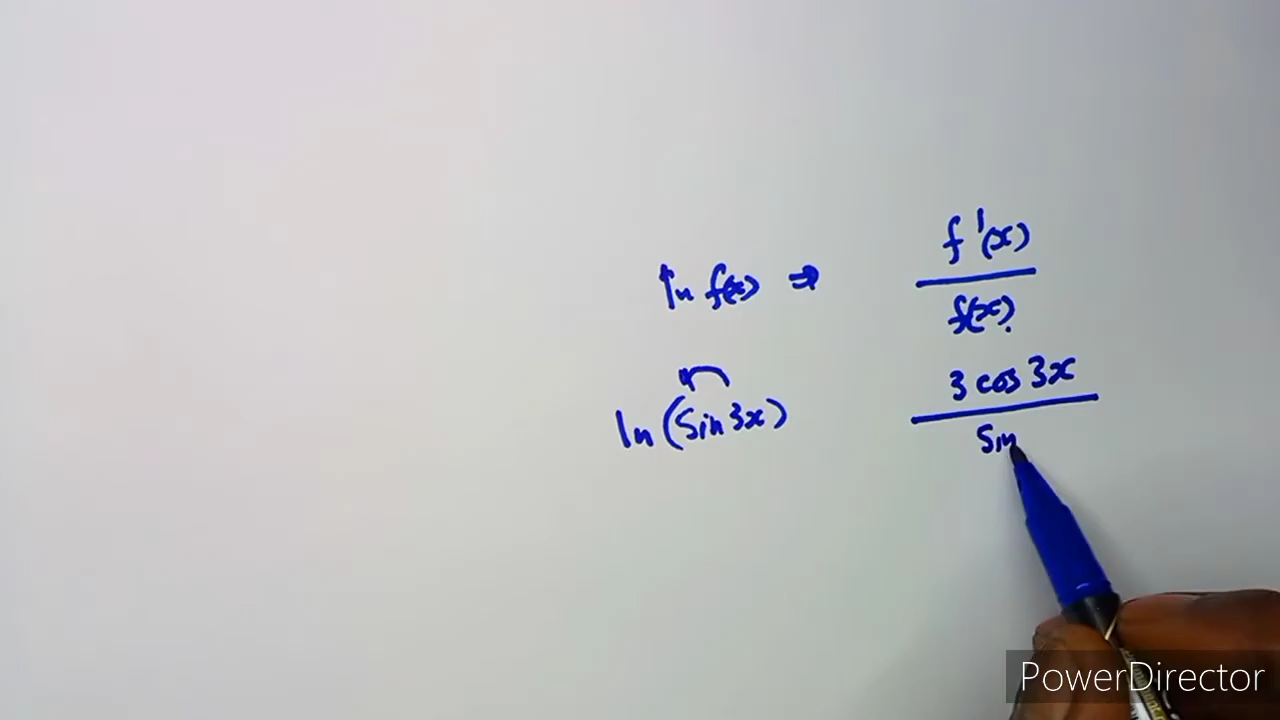 ln f(x) ⇒ f'(x) / f(x).
ln (Sin 3x) 3 cos 3x / Sin
PowerDirector